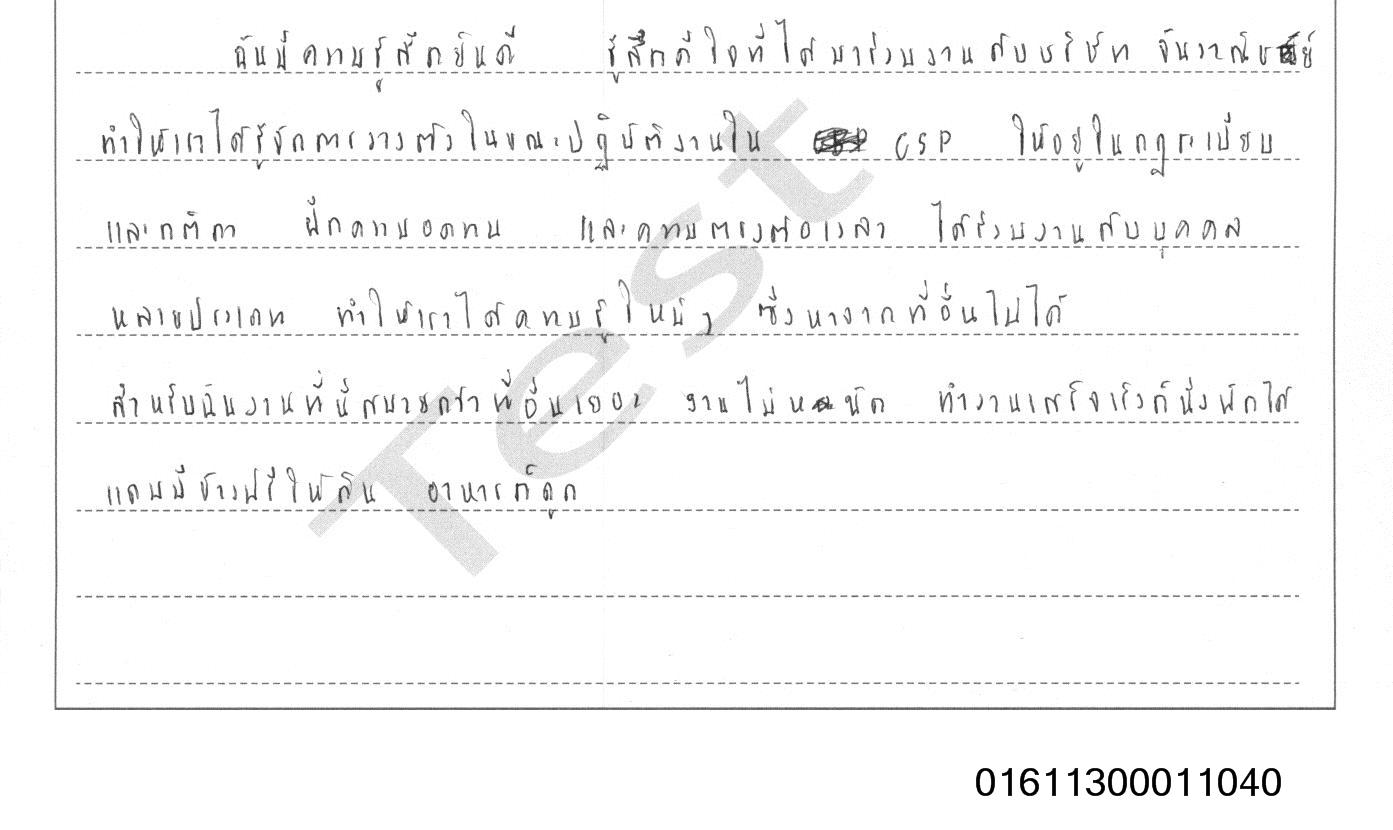 ฉันมีความรู้สึกยินดี รู้สึกดีใจที่ได้มาร่วมงานกับบริษัท จันวาณิชย์
ทำให้เราได้รู้จักการวางตัวในขณะปฏิบัติงานใน CSP ให้อยู่ในกฎระเบียบ
และกติกา ฝึกความอดทน และความตรงต่อเวลา ได้ร่วมงานกับบุคคล
หลายประเภท ทำให้เราได้ความรู้ใหม่ๆ ซึ่งหาจากที่อื่นไม่ได้
สำหรับฉันงานที่นี่สบายกว่าที่อื่นเยอะ งานไม่หนัก ทำงานเสร็จเร็วก็นั่งพักได้
แถมมีข้าวฟรีให้กิน อาหารก็ถูก
Test
01611300011040